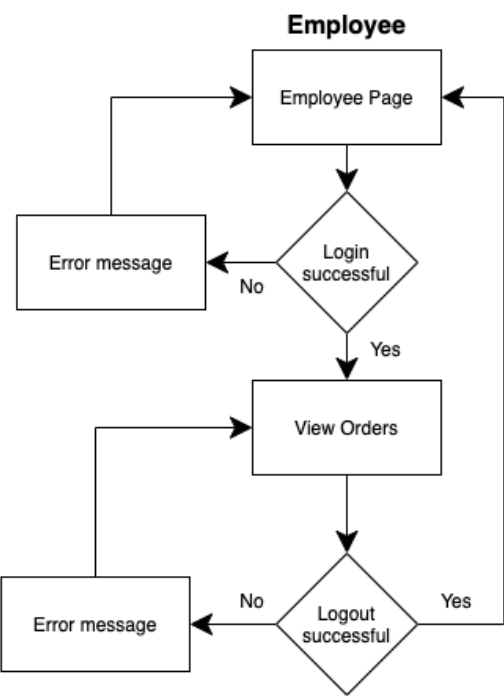 Employee
Employee Page
Login
successful
Error message
No
Yes
View Orders
No
Yes
Logout
successful
Error message